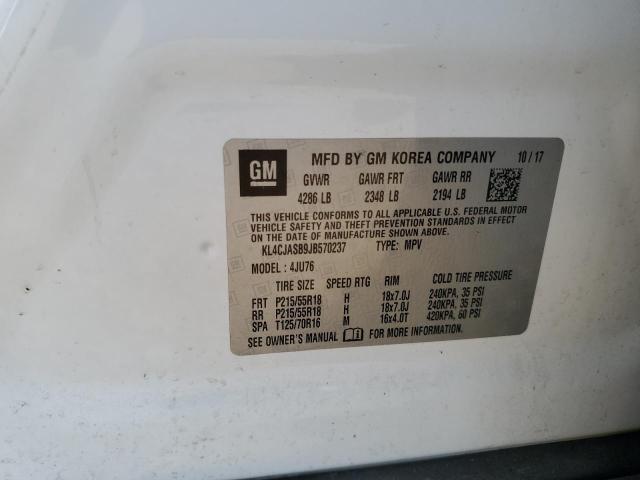 GM
MFD BY GM KOREA COMPANY 10/17
GVWR GAWR FRT GAWR RR
4286 LB 2348 LB 2194 LB
THIS VEHICLE CONFORMS TO ALL APPLICABLE U.S. FEDERAL MOTOR
VEHICLE SAFETY AND THEFT PREVENTION STANDARDS IN EFFECT
ON THE DATE OF MANUFACTURE SHOWN ABOVE.
KL4CJAS89JB570237 TYPE: MPV
MODEL: 4JU76
TIRE SIZE SPEED RTG RIM COLD TIRE PRESSURE
FRT P215/55R18 H 18x7.0J 240KPA, 35 PSI
RR P215/55R18 H 18x7.0J 240KPA, 35 PSI
SPA T125/70R16 M 16x4.0T 420KPA, 60 PSI
SEE OWNER'S MANUAL FOR MORE INFORMATION.